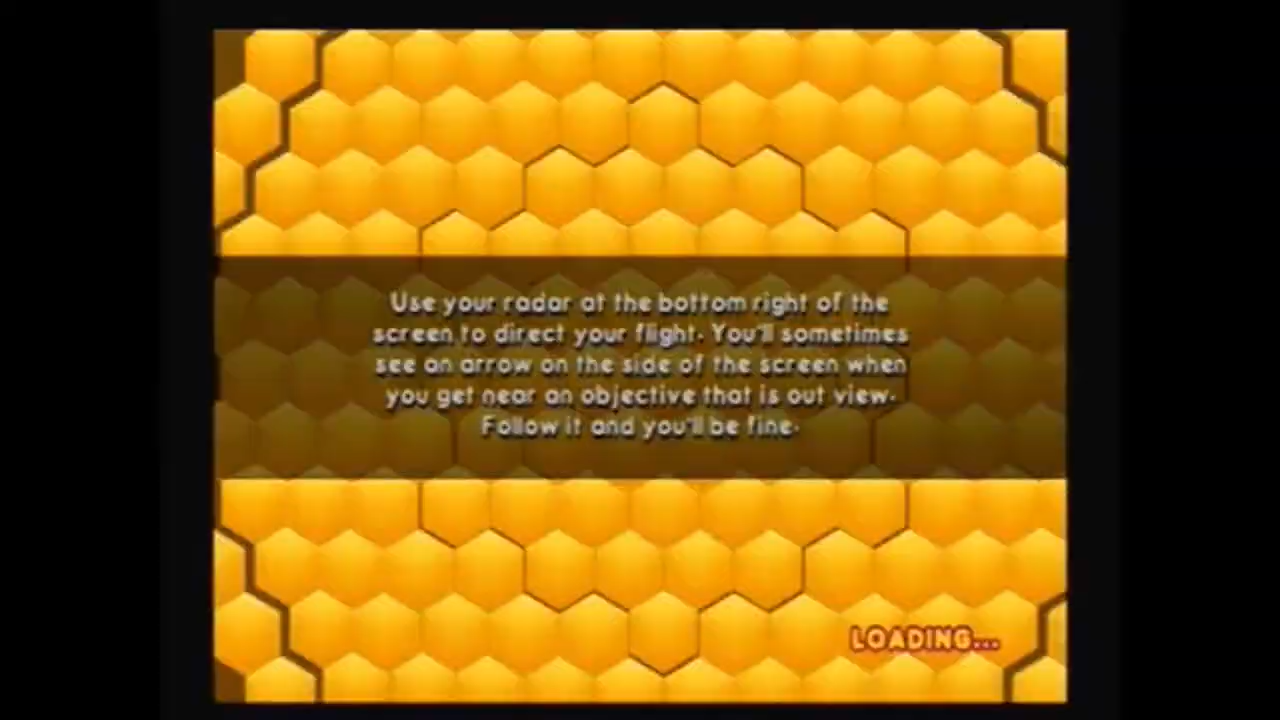 Use your radar at the bottom right of the
screen to direct your flight. You'll sometimes
see an arrow on the side of the screen when
you get near an objective that is out view.
Follow it and you'll be fine.
LOADING...